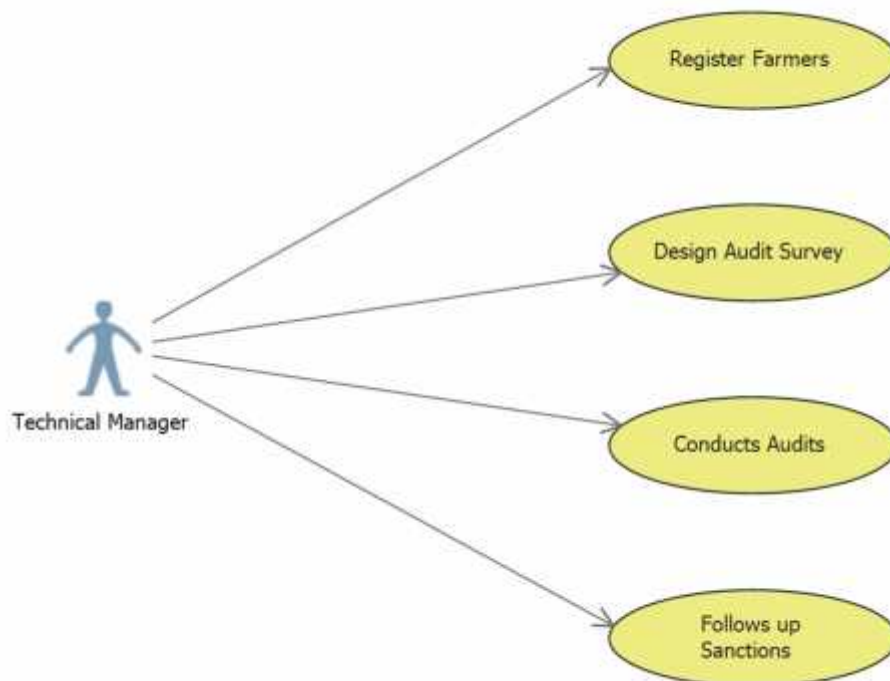 Register Farmers
Design Audit Survey
Technical Manager
Conducts Audits
Follows up
Sanctions